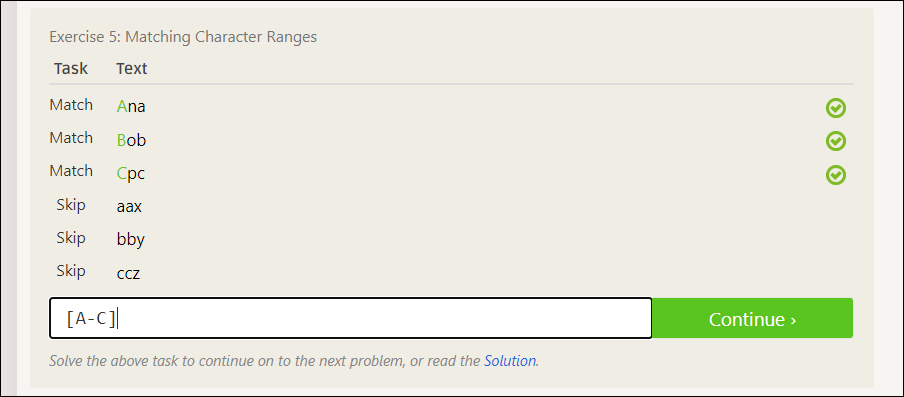 Exercise 5: Matching Character Ranges
Task Text
Match Ana
Match Bob
Match Cpc
Skip aax
Skip bby
Skip ccz
[A-C] Continue ›
Solve the above task to continue on to the next problem, or read the Solution.